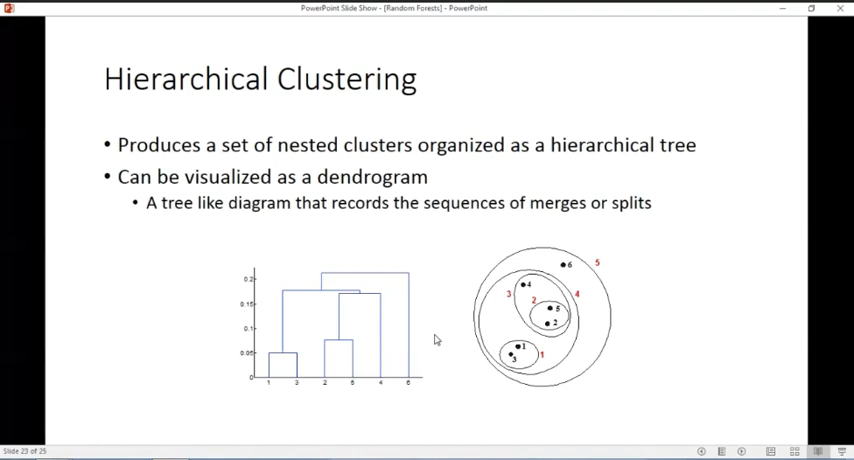 PowerPoint Slide Show - [Random Forests] - PowerPoint
Hierarchical Clustering
• Produces a set of nested clusters organized as a hierarchical tree
• Can be visualized as a dendrogram
• A tree like diagram that records the sequences of merges or splits
0.2
0.15
0.1
0.05
0
1 3 2 5 4 6
6 5
4
3 4
2
5
2
1
3 1
Slide 23 of 25